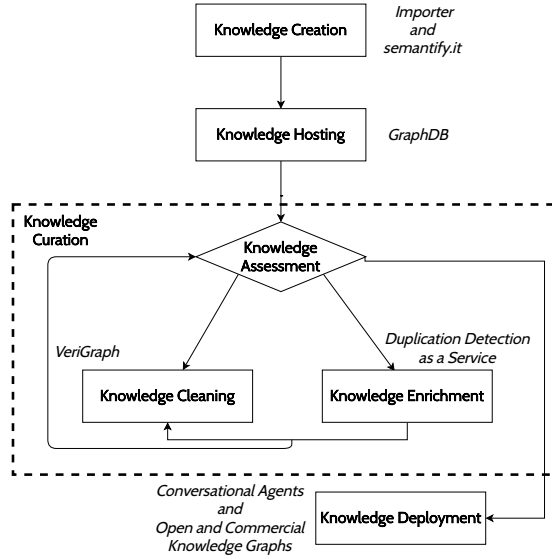 Knowledge Creation
Importer
and
semantify.it
Knowledge Hosting
GraphDB
Knowledge
Curation
Knowledge
Assessment
VeriGraph
Duplication Detection
as a Service
Knowledge Cleaning
Knowledge Enrichment
Conversational Agents
and
Open and Commercial
Knowledge Graphs
Knowledge Deployment